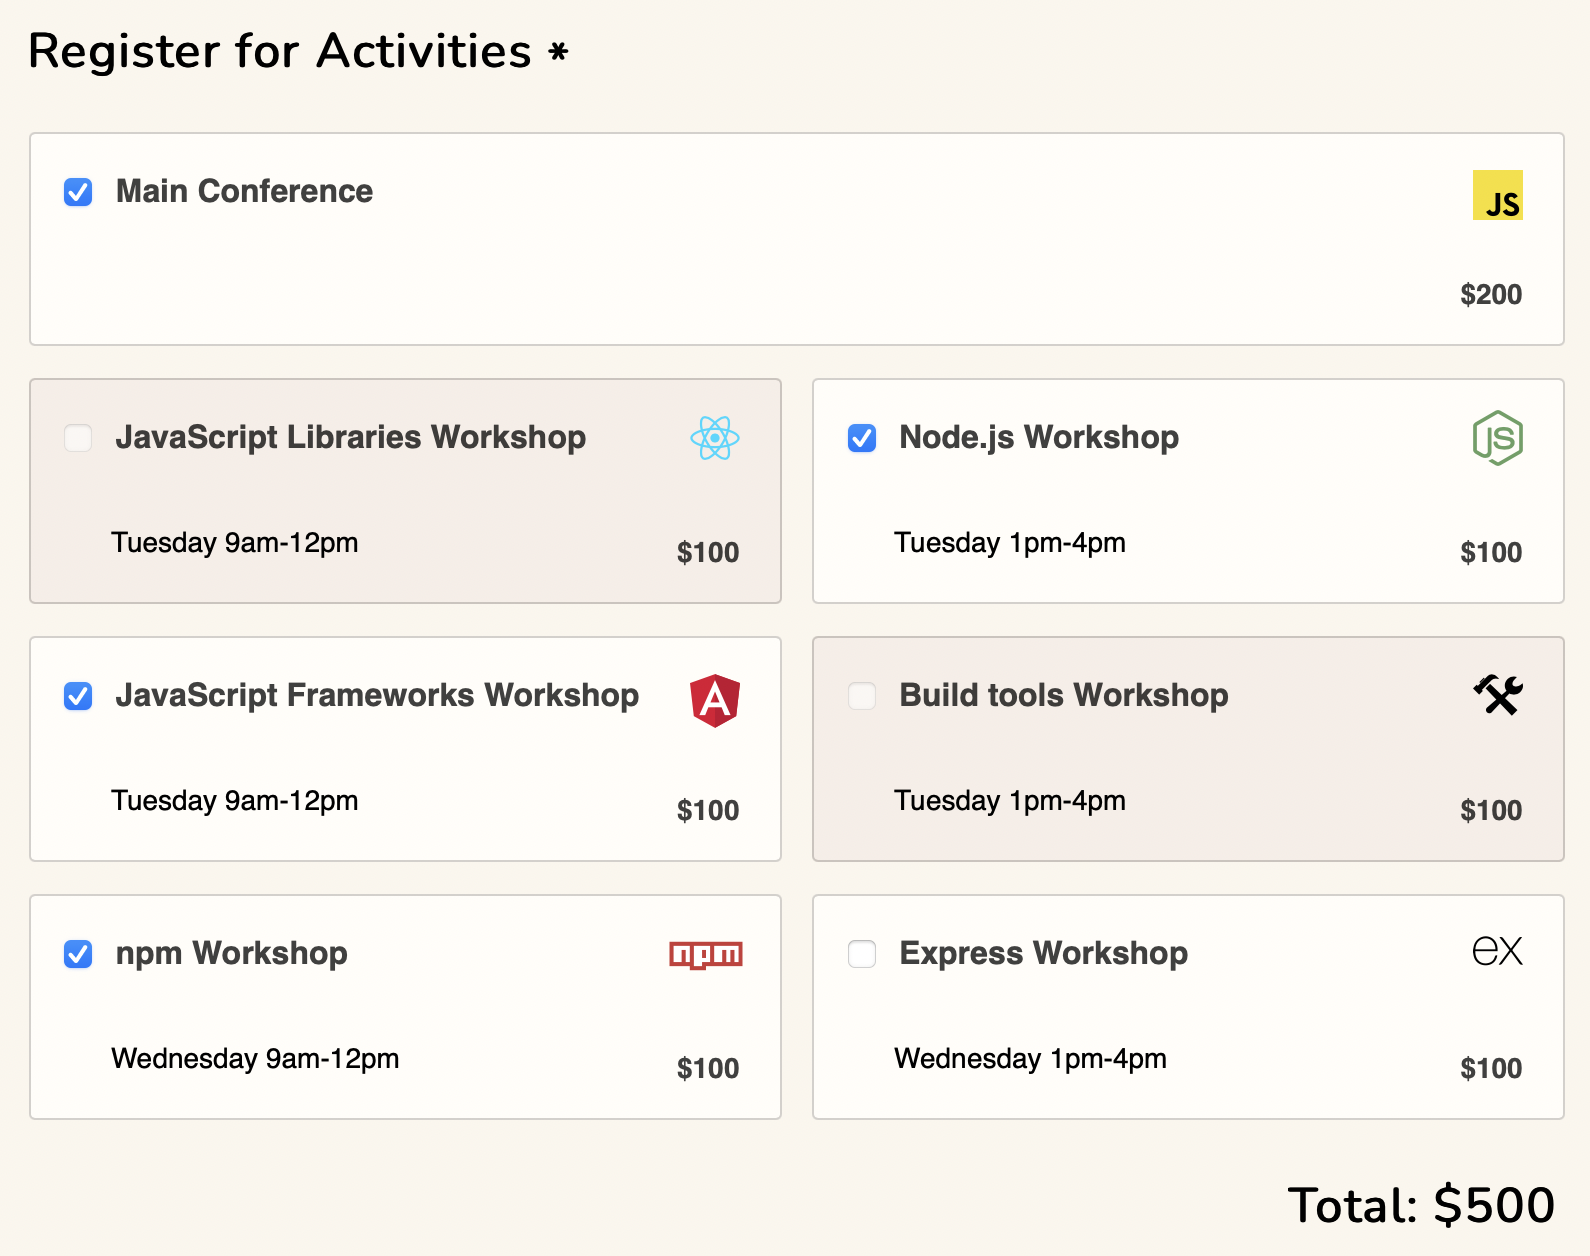 Register for Activities *
Main Conference
JS
$200
JavaScript Libraries Workshop
Tuesday 9am-12pm
$100
Node.js Workshop
JS
Tuesday 1pm-4pm
$100
JavaScript Frameworks Workshop
A
Tuesday 9am-12pm
$100
Build tools Workshop
Tuesday 1pm-4pm
$100
npm Workshop
npm
Wednesday 9am-12pm
$100
Express Workshop
ex
Wednesday 1pm-4pm
$100
Total: $500